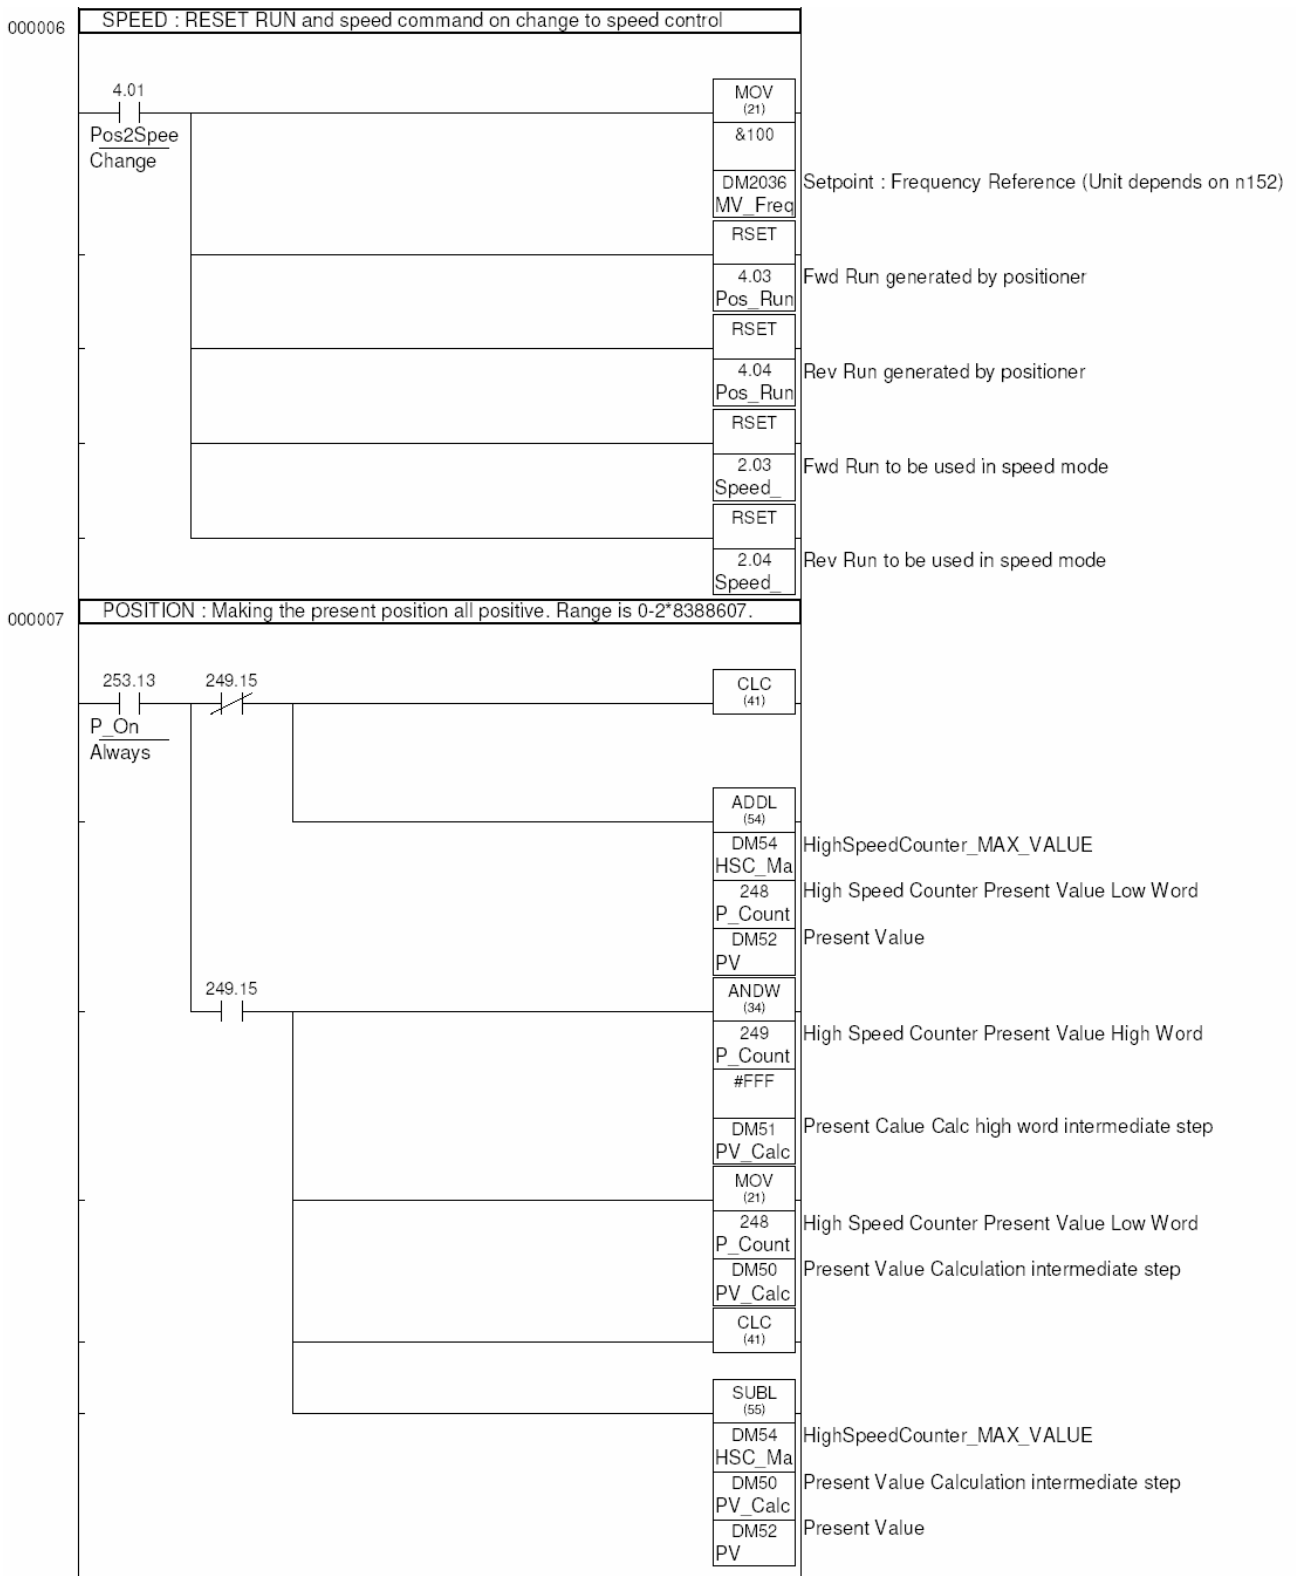 000006
SPEED : RESET RUN and speed command on change to speed control
4.01
Pos2Spee
Change
MOV
(21)
&100
DM2036
MV_Freq
Setpoint : Frequency Reference (Unit depends on n152)
RSET
4.03
Pos_Run
Fwd Run generated by positioner
RSET
4.04
Pos_Run
Rev Run generated by positioner
RSET
2.03
Speed_
Fwd Run to be used in speed mode
RSET
2.04
Speed_
Rev Run to be used in speed mode
000007
POSITION : Making the present position all positive. Range is 0-2*8388607.
253.13
249.15
P_On
Always
CLC
(41)
ADDL
(54)
DM54
HSC_Ma
HighSpeedCounter_MAX_VALUE
248
P_Count
High Speed Counter Present Value Low Word
DM52
PV
Present Value
249.15
ANDW
(34)
249
P_Count
High Speed Counter Present Value High Word
#FFF
DM51
PV_Calc
Present Calue Calc high word intermediate step
MOV
(21)
248
P_Count
High Speed Counter Present Value Low Word
DM50
PV_Calc
Present Value Calculation intermediate step
CLC
(41)
SUBL
(55)
DM54
HSC_Ma
HighSpeedCounter_MAX_VALUE
DM50
PV_Calc
Present Value Calculation intermediate step
DM52
PV
Present Value